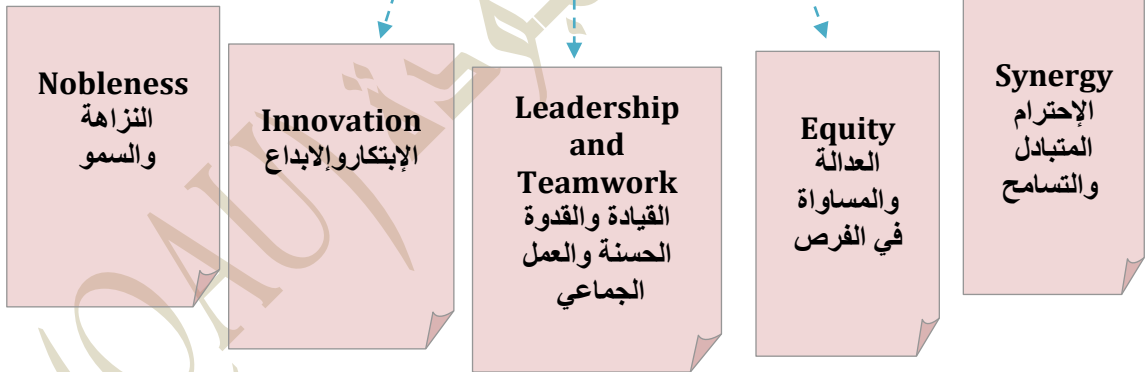 Nobleness
النزاهة
والسمو
Innovation
الإبتكاروإلابداع
Leadership
and
Teamwork
القيادة والقدوة
الحسنة والعمل
الجماعي
Equity
العدالة
والمساواة
في الفرص
Synergy
الإحترام
المتبادل
والتسامح